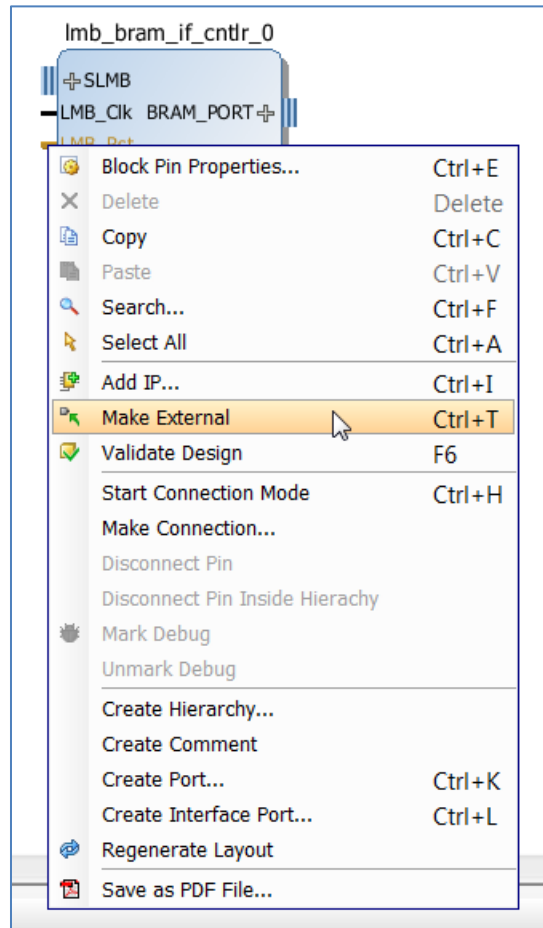 lmb_bram_if_cntlr_0
SLMB
LMB_Clk BRAM_PORT
LMB_Rst
Block Pin Properties... Ctrl+E
Delete Delete
Copy Ctrl+C
Paste Ctrl+V
Search... Ctrl+F
Select All Ctrl+A
Add IP... Ctrl+I
Make External Ctrl+T
Validate Design F6
Start Connection Mode Ctrl+H
Make Connection...
Disconnect Pin
Disconnect Pin Inside Hierachy
Mark Debug
Unmark Debug
Create Hierarchy...
Create Comment
Create Port... Ctrl+K
Create Interface Port... Ctrl+L
Regenerate Layout
Save as PDF File...